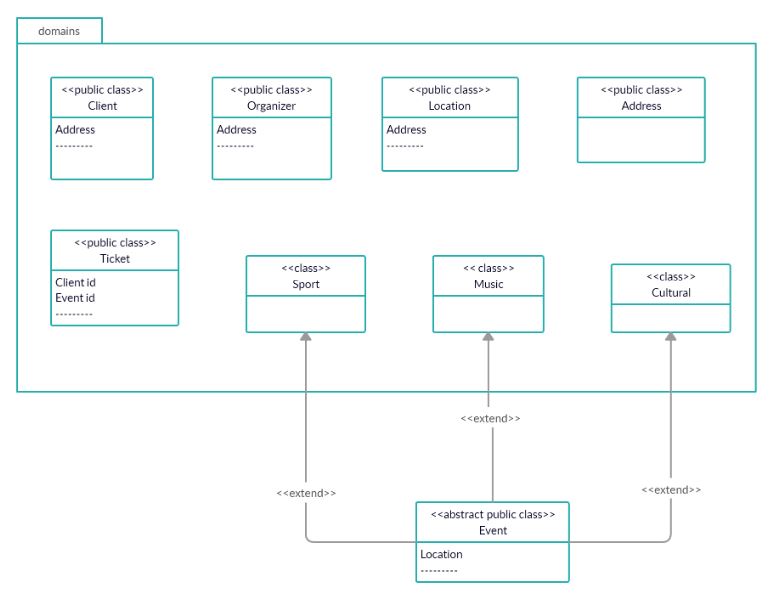 domains
<<public class>>
Client
Address
---------
<<public class>>
Organizer
Address
---------
<<public class>>
Location
Address
---------
<<public class>>
Address
<<public class>>
Ticket
Client id
Event id
---------
<<class>>
Sport
<< class>>
Music
<<class>>
Cultural
<<extend>>
<<extend>>
<<extend>>
<<abstract public class>>
Event
Location
---------